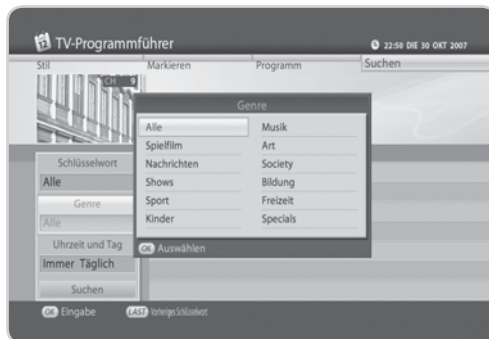 12 TV-Programmführer
22:50 DIE 30 OKT 2007
Stil Markieren Programm Suchen
CH 9
Genre
Alle Musik
Spielfilm Art
Nachrichten Society
Shows Bildung
Sport Freizeit
Kinder Specials
OK Auswählen
Schlüsselwort
Alle
Genre
Alle
Uhrzeit und Tag
Immer Täglich
Suchen
OK Eingabe LAST Vorheriges Schlüsselwort